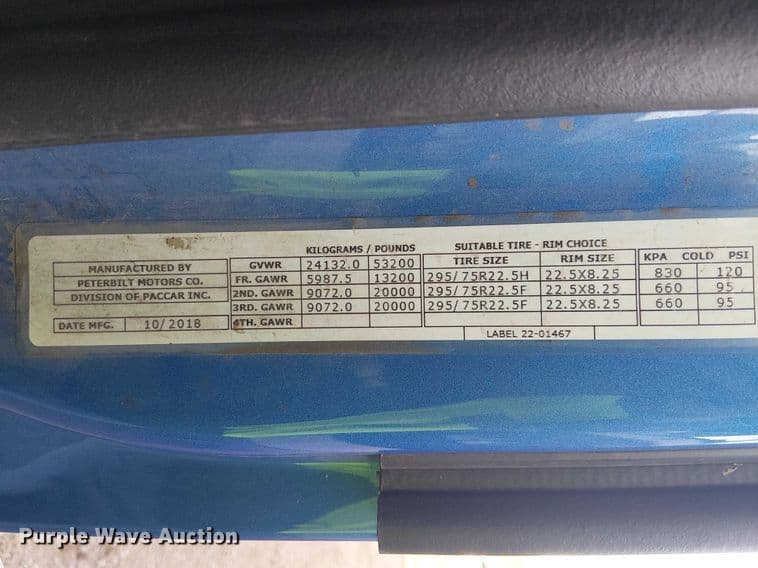 KILOGRAMS / POUNDS SUITABLE TIRE - RIM CHOICE
MANUFACTURED BY GVWR 24132.0 53200 TIRE SIZE RIM SIZE KPA COLD PSI
PETERBILT MOTORS CO. FR. GAWR 5987.5 13200 295/75R22.5H 22.5X8.25 830 120
DIVISION OF PACCAR INC. 2ND. GAWR 9072.0 20000 295/75R22.5F 22.5X8.25 660 95
3RD. GAWR 9072.0 20000 295/75R22.5F 22.5X8.25 660 95
DATE MFG. 10/2018 4TH. GAWR
LABEL 22-01467
Purple Wave Auction